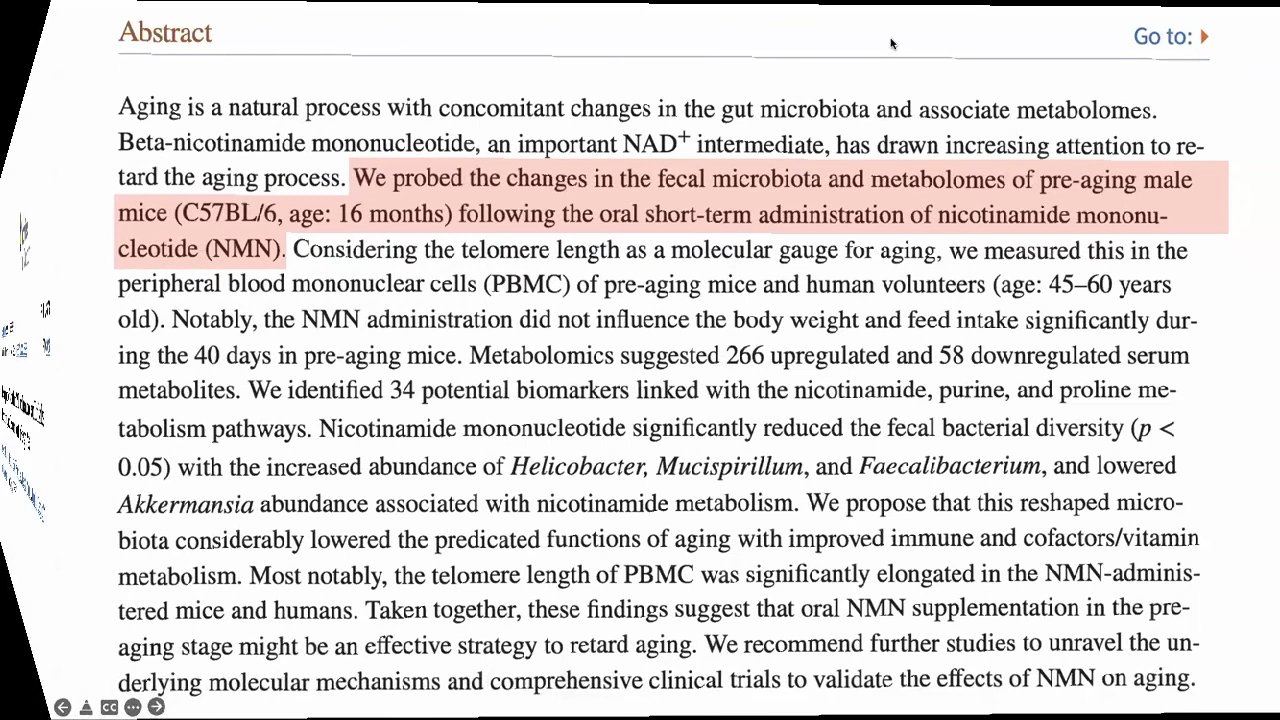 Abstract
Go to:
Aging is a natural process with concomitant changes in the gut microbiota and associate metabolomes.
Beta-nicotinamide mononucleotide, an important NAD+ intermediate, has drawn increasing attention to re-
tard the aging process. We probed the changes in the fecal microbiota and metabolomes of pre-aging male
mice (C57BL/6, age: 16 months) following the oral short-term administration of nicotinamide mononu-
cleotide (NMN). Considering the telomere length as a molecular gauge for aging, we measured this in the
peripheral blood mononuclear cells (PBMC) of pre-aging mice and human volunteers (age: 45–60 years
old). Notably, the NMN administration did not influence the body weight and feed intake significantly dur-
ing the 40 days in pre-aging mice. Metabolomics suggested 266 upregulated and 58 downregulated serum
metabolites. We identified 34 potential biomarkers linked with the nicotinamide, purine, and proline me-
tabolism pathways. Nicotinamide mononucleotide significantly reduced the fecal bacterial diversity (p <
0.05) with the increased abundance of Helicobacter, Mucispirillum, and Faecalibacterium, and lowered
Akkermansia abundance associated with nicotinamide metabolism. We propose that this reshaped micro-
biota considerably lowered the predicated functions of aging with improved immune and cofactors/vitamin
metabolism. Most notably, the telomere length of PBMC was significantly elongated in the NMN-adminis-
tered mice and humans. Taken together, these findings suggest that oral NMN supplementation in the pre-
aging stage might be an effective strategy to retard aging. We recommend further studies to unravel the un-
derlying molecular mechanisms and comprehensive clinical trials to validate the effects of NMN on aging.
CC